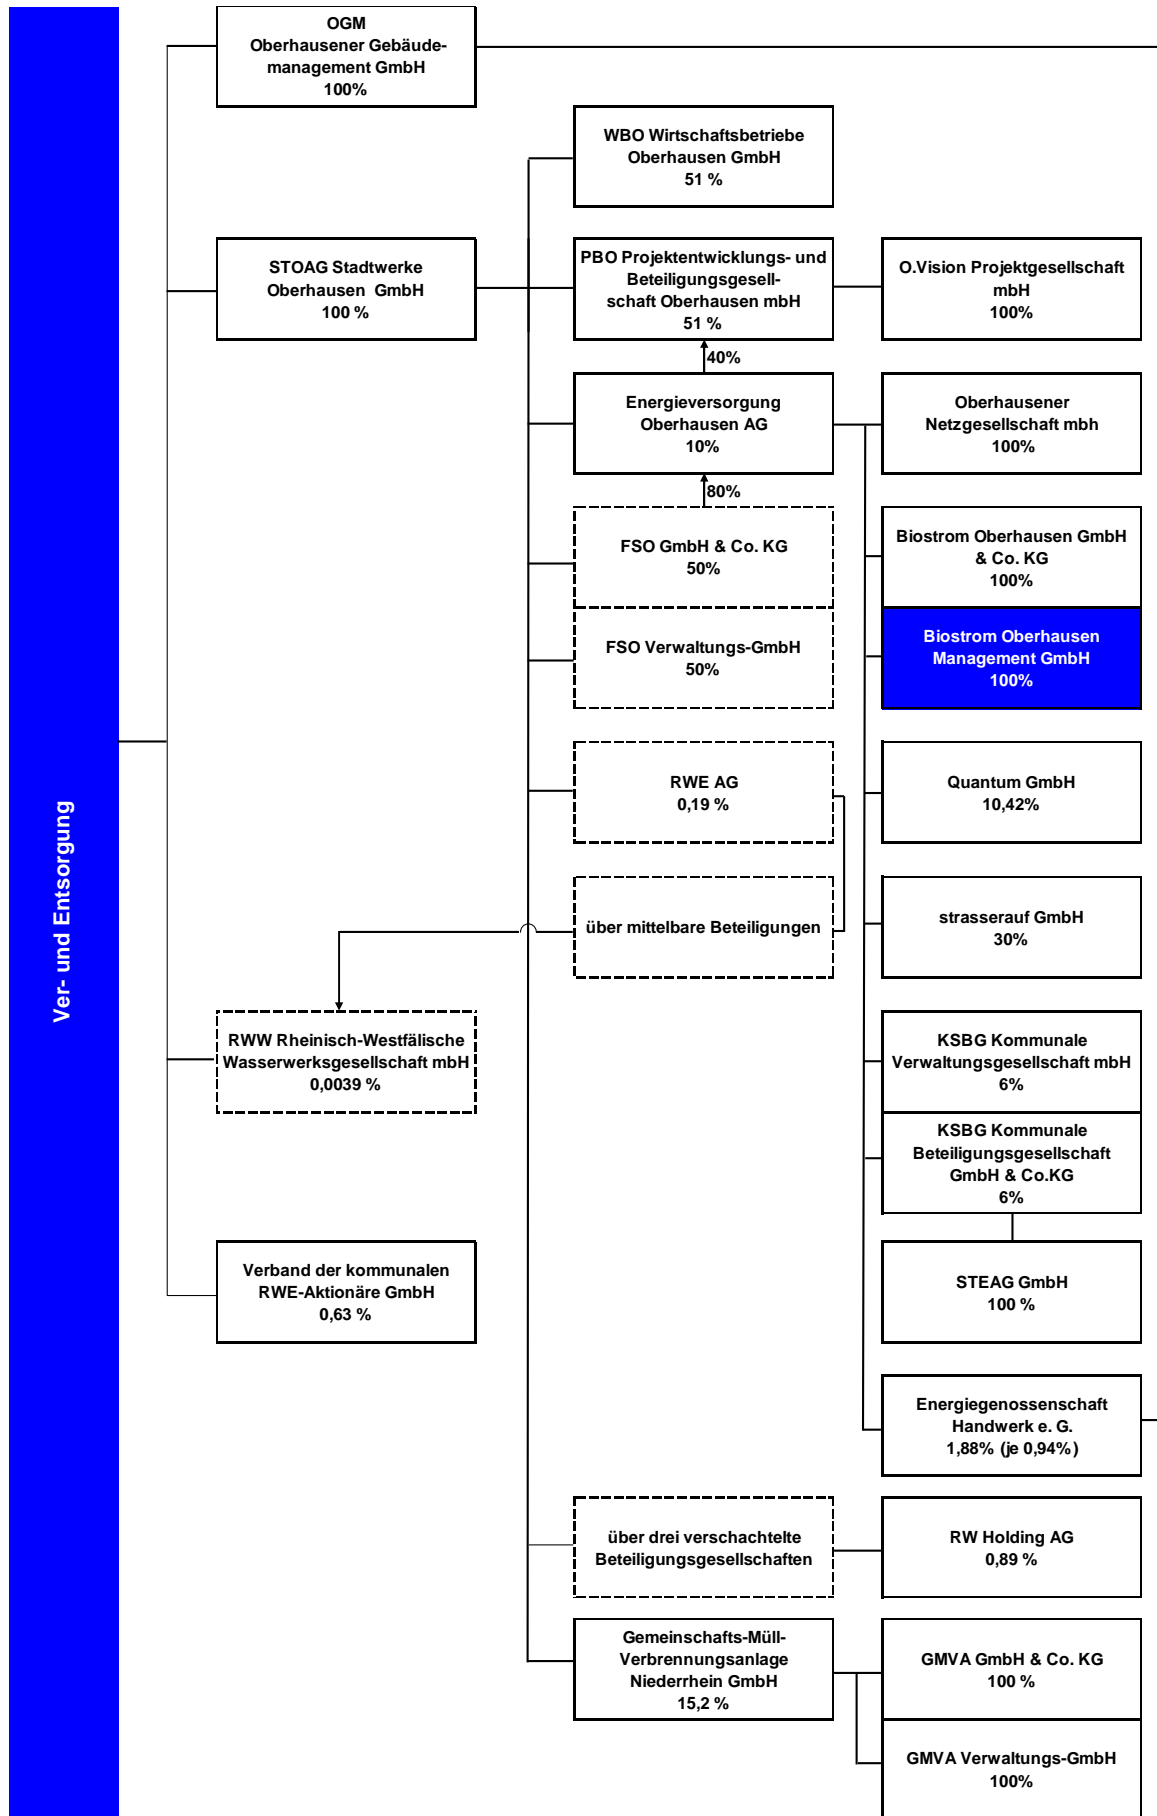 Ver- und Entsorgung
OGM
Oberhausener Gebäude-
management GmbH
100%
WBO Wirtschaftsbetriebe
Oberhausen GmbH
51 %
STOAG Stadtwerke
Oberhausen GmbH
100 %
PBO Projektentwicklungs- und
Beteiligungsgesell-
schaft Oberhausen mbH
51 %
O.Vision Projektgesellschaft
mbH
100%
40%
Energieversorgung
Oberhausen AG
10%
Oberhausener
Netzgesellschaft mbh
100%
80%
FSO GmbH & Co. KG
50%
Biostrom Oberhausen GmbH
& Co. KG
100%
FSO Verwaltungs-GmbH
50%
Biostrom Oberhausen
Management GmbH
100%
RWE AG
0,19 %
Quantum GmbH
10,42%
über mittelbare Beteiligungen
strasserauf GmbH
30%
RWW Rheinisch-Westfälische
Wasserwerksgesellschaft mbH
0,0039 %
KSBG Kommunale
Verwaltungsgesellschaft mbH
6%
KSBG Kommunale
Beteiligungsgesellschaft
GmbH & Co.KG
6%
Verband der kommunalen
RWE-Aktionäre GmbH
0,63 %
STEAG GmbH
100 %
Energiegenossenschaft
Handwerk e. G.
1,88% (je 0,94%)
über drei verschachtelte
Beteiligungsgesellschaften
RW Holding AG
0,89 %
Gemeinschafts-Müll-
Verbrennungsanlage
Niederrhein GmbH
15,2 %
GMVA GmbH & Co. KG
100 %
GMVA Verwaltungs-GmbH
100%